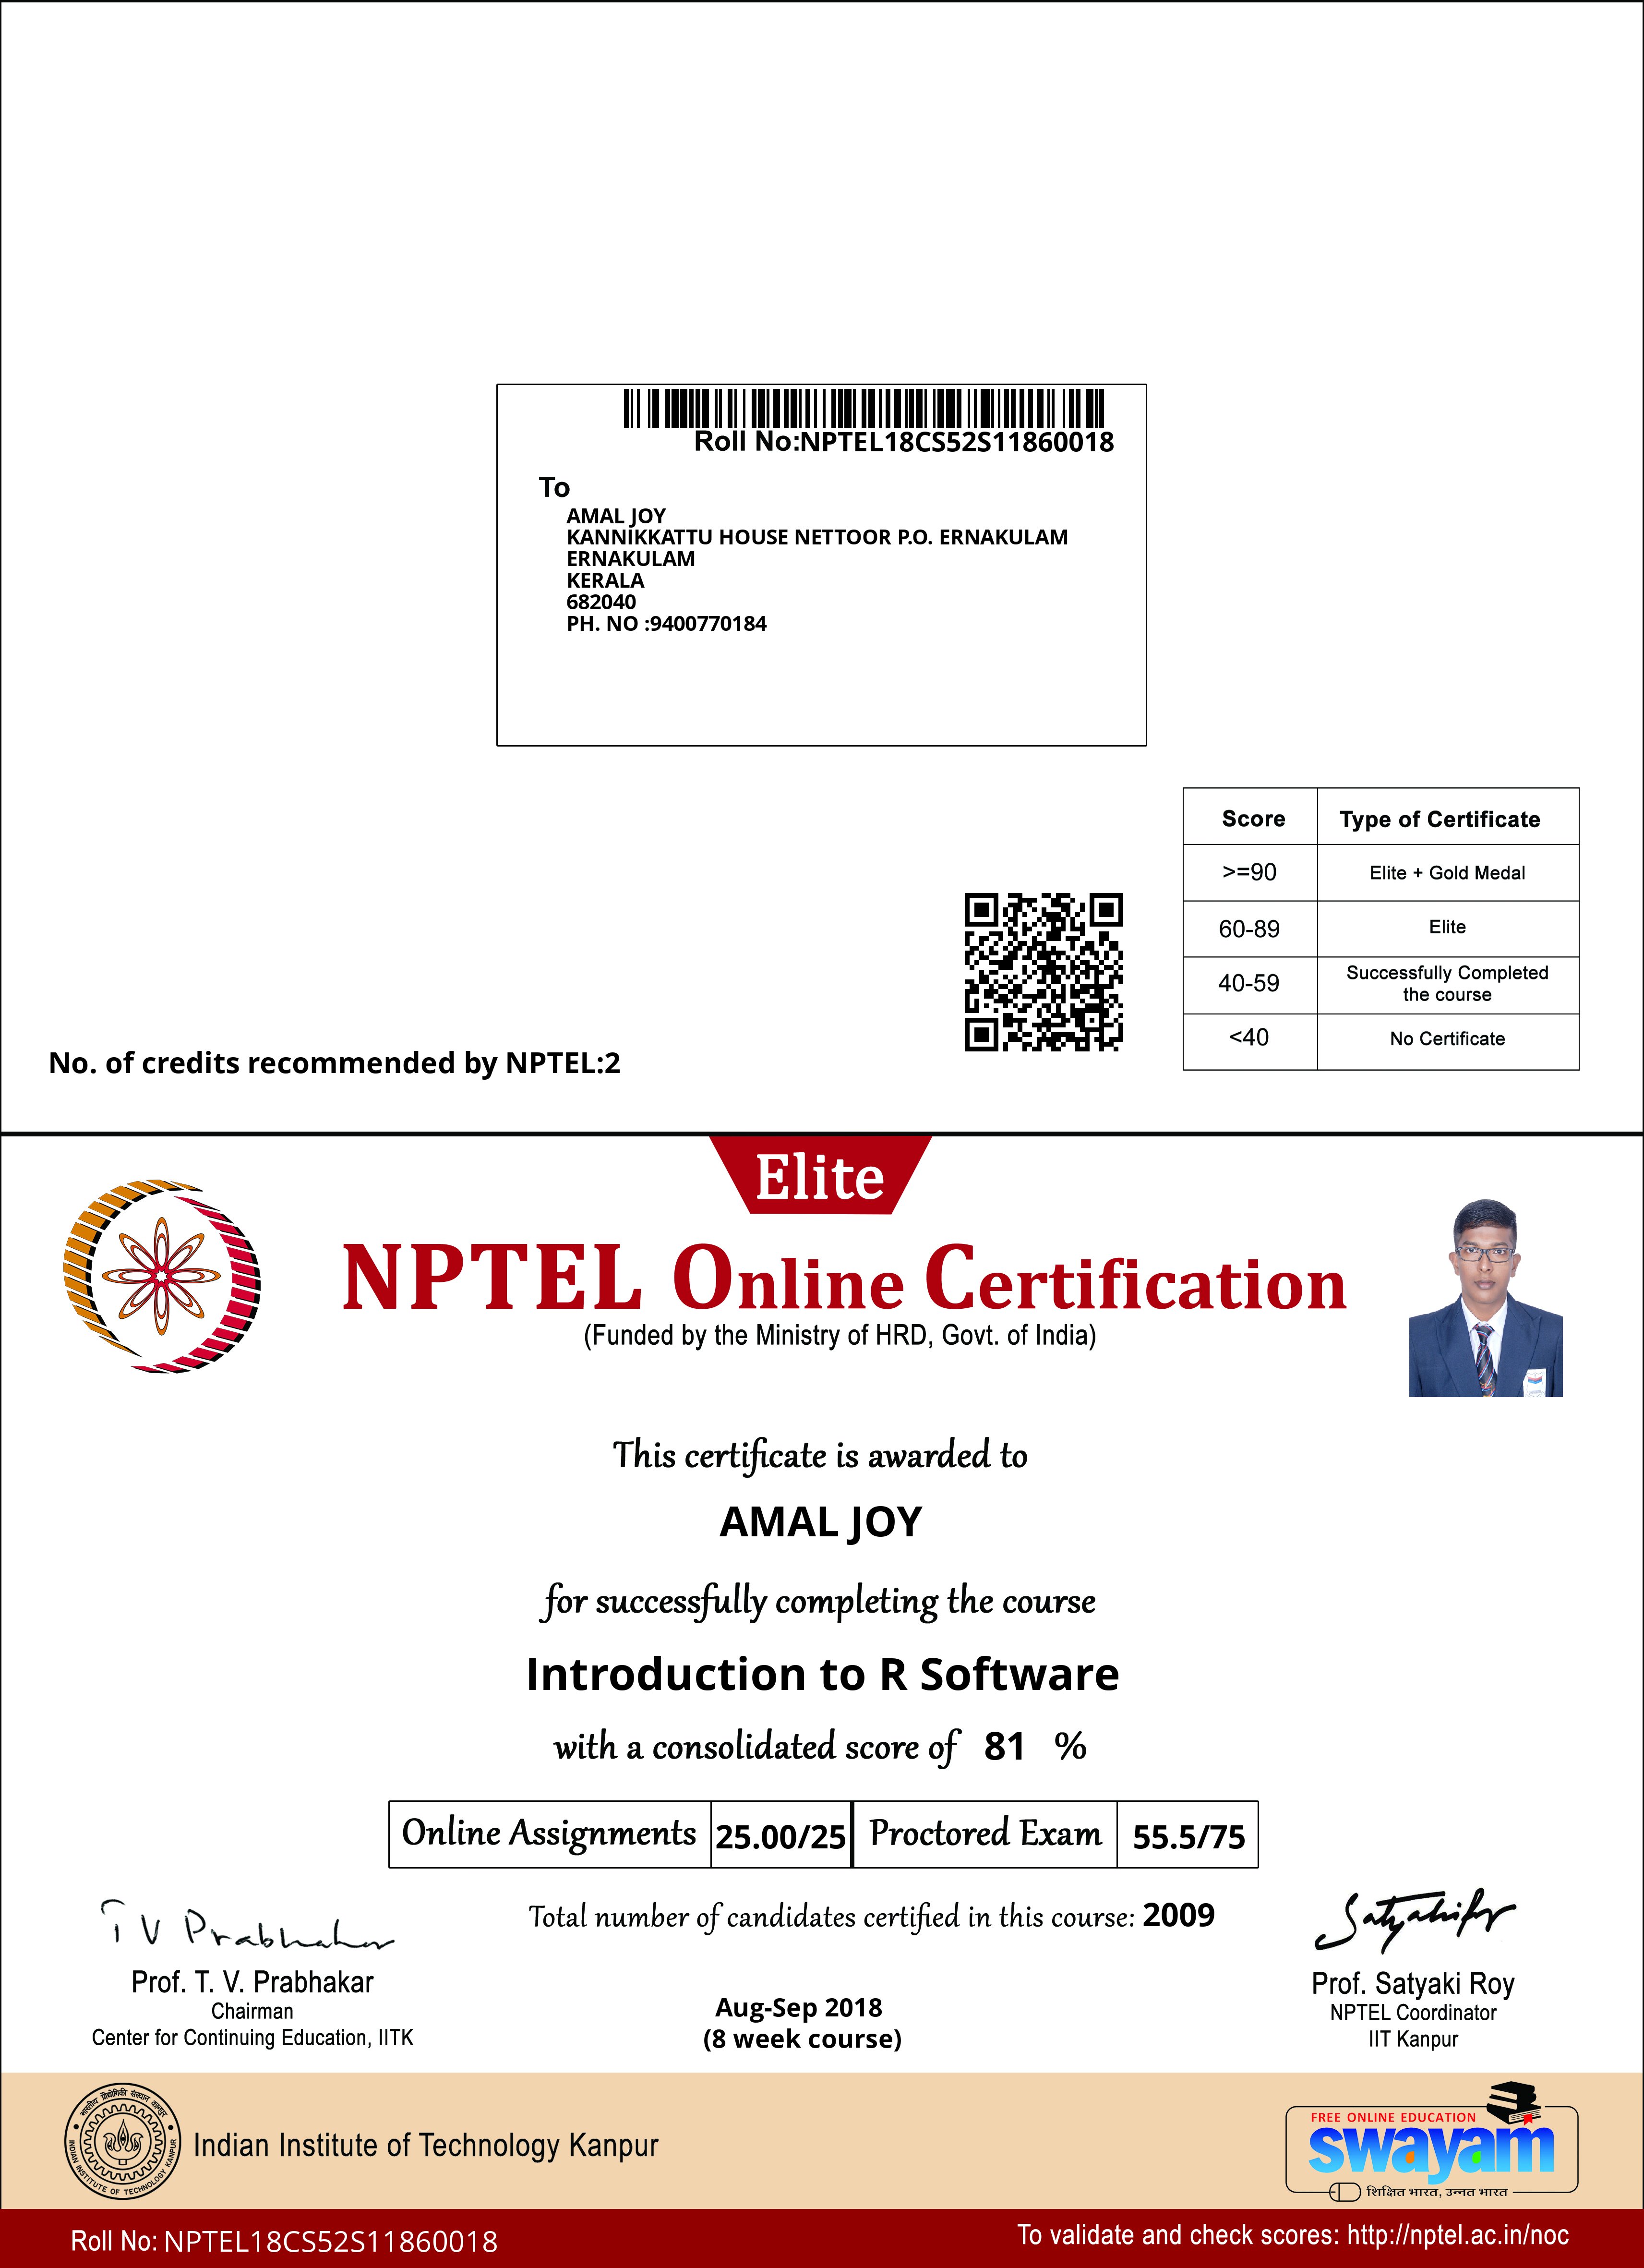 Roll No:NPTEL18CS52S11860018
To
AMAL JOY
KANNIKKATTU HOUSE NETTOOR P.O. ERNAKULAM
ERNAKULAM
KERALA
682040
PH. NO :9400770184
Score Type of Certificate
>=90 Elite + Gold Medal
60-89 Elite
40-59 Successfully Completed
the course
<40 No Certificate
No. of credits recommended by NPTEL:2
Elite
NPTEL Online Certification
(Funded by the Ministry of HRD, Govt. of India)
This certificate is awarded to
AMAL JOY
for successfully completing the course
Introduction to R Software
with a consolidated score of 81 %
Online Assignments 25.00/25 Proctored Exam 55.5/75
Total number of candidates certified in this course: 2009
T V Prabhakar
Prof. T. V. Prabhakar
Chairman
Center for Continuing Education, IITK
Aug-Sep 2018
(8 week course)
Prof. Satyaki Roy
NPTEL Coordinator
IIT Kanpur
भारतीय प्रौद्योगिकी संस्थान कानपुर
INDIAN INSTITUTE OF TECHNOLOGY KANPUR
Indian Institute of Technology Kanpur
FREE ONLINE EDUCATION
swayam
शिक्षित भारत, उन्नत भारत
Roll No: NPTEL18CS52S11860018
To validate and check scores: http://nptel.ac.in/noc